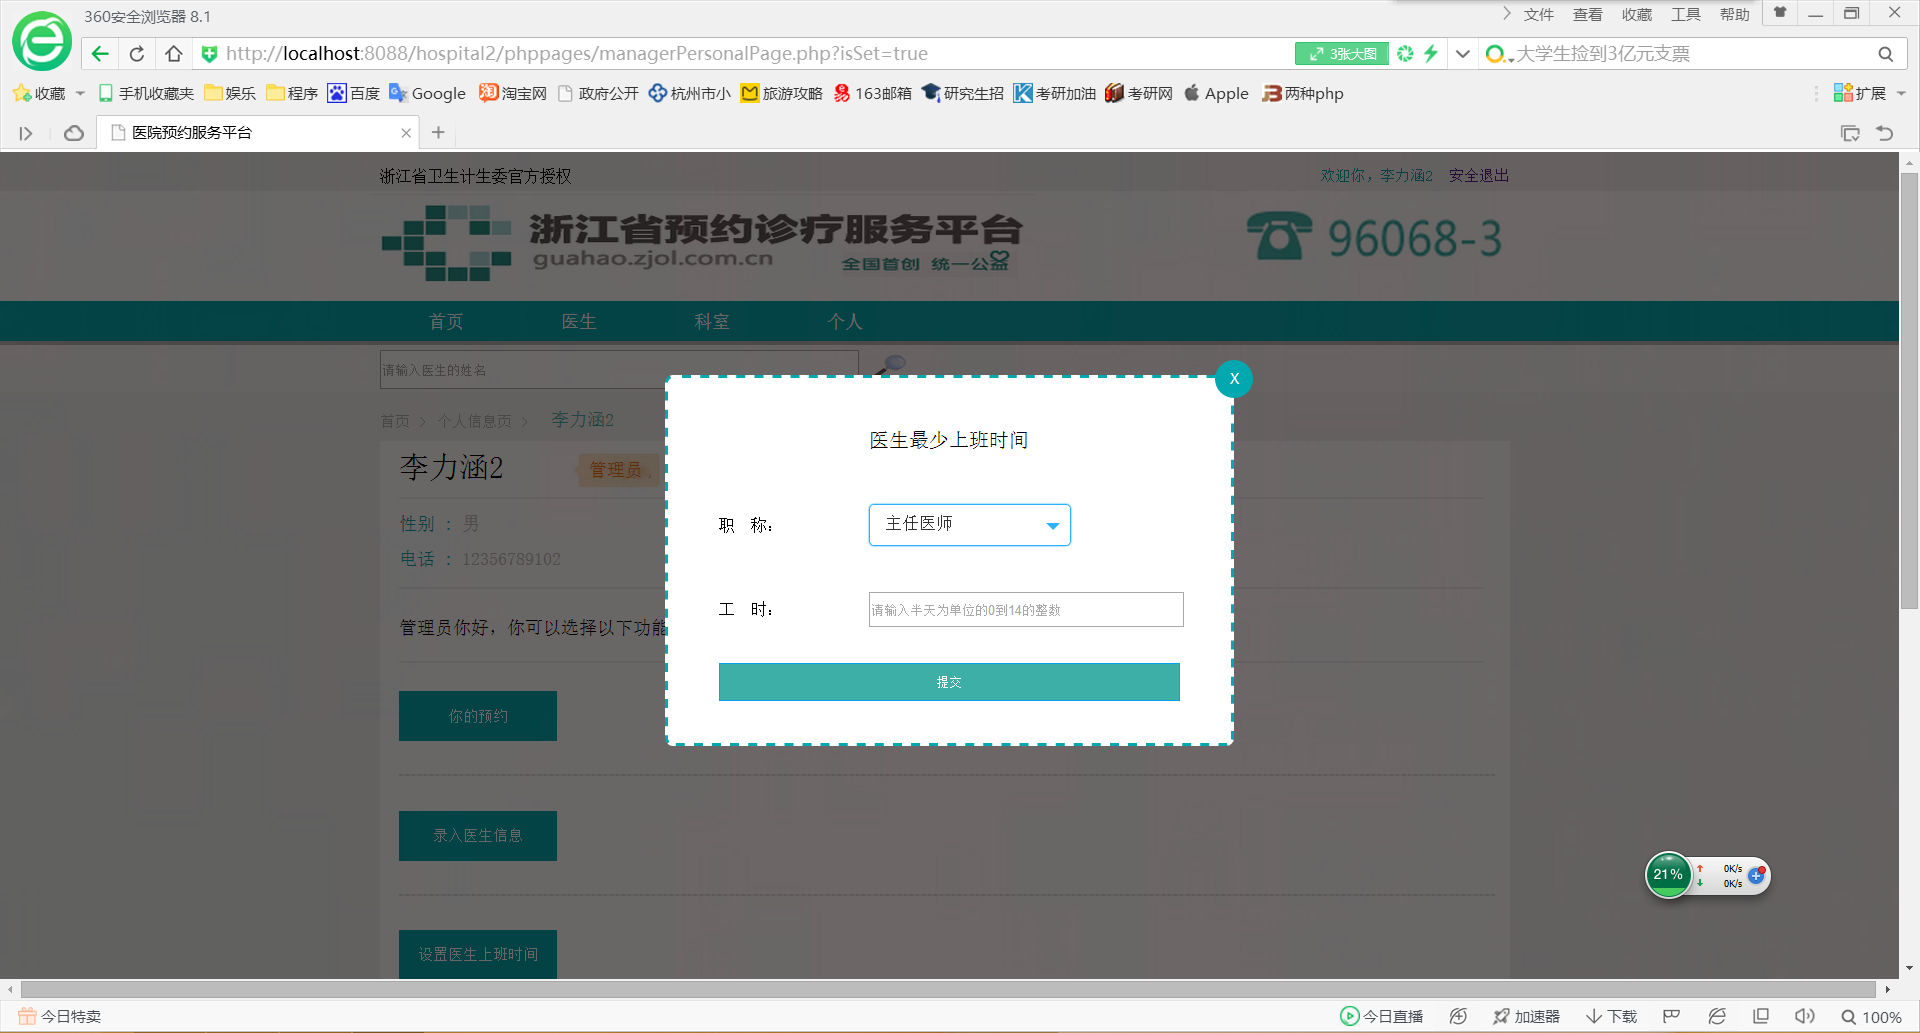 360安全浏览器 8.1
文件 查看 收藏 工具 帮助
http://localhost:8088/hospital2/phppages/managerPersonalPage.php?isSet=true
3张大图
大学生捡到3亿元支票
收藏 手机收藏夹 娱乐 程序 百度 Google 淘宝网 政府公开 杭州市小 旅游攻略 163邮箱 研究生招 考研加油 考研网 Apple 两种php 扩展
医院预约服务平台
浙江省卫生计生委官方授权
欢迎你，李力涵2 安全退出
浙江省预约诊疗服务平台
guahao.zjol.com.cn 全国首创 统一公益
96068-3
首页 医生 科室 个人
请输入医生的姓名
首页 > 个人信息页 > 李力涵2
李力涵2 管理员
性别 ： 男
电话 ： 12356789102
管理员你好，你可以选择以下功能
你的预约
录入医生信息
设置医生上班时间
X
医生最少上班时间
职 称：
主任医师
工 时：
请输入半天为单位的0到14的整数
提交
21%
0K/s
0K/s
今日特卖
今日直播 加速器 下载 100%